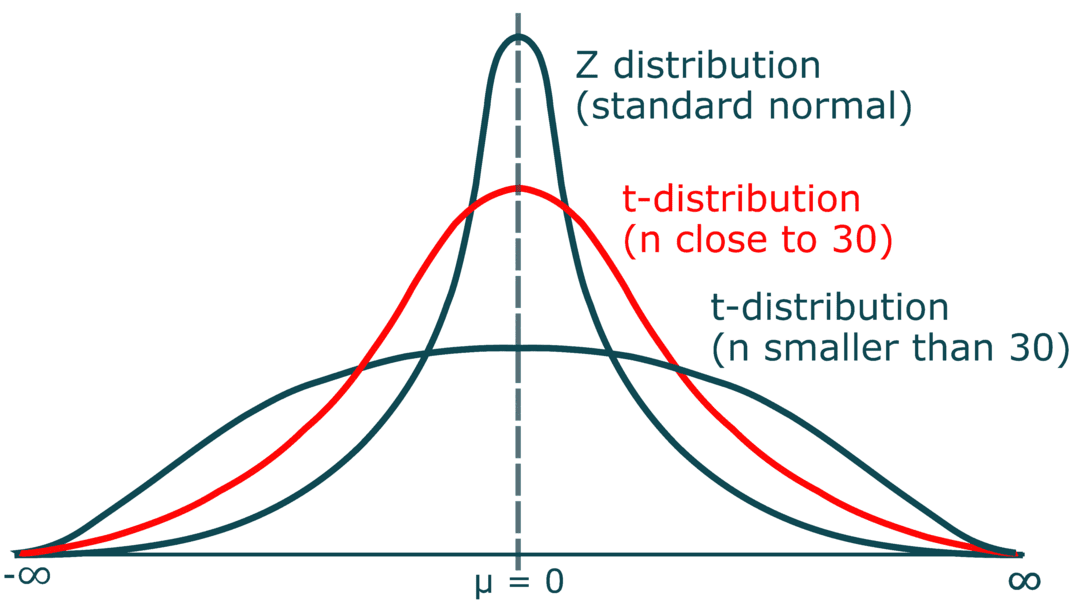 Z distribution
(standard normal)
t-distribution
(n close to 30)
t-distribution
(n smaller than 30)
-∞
μ = 0
∞